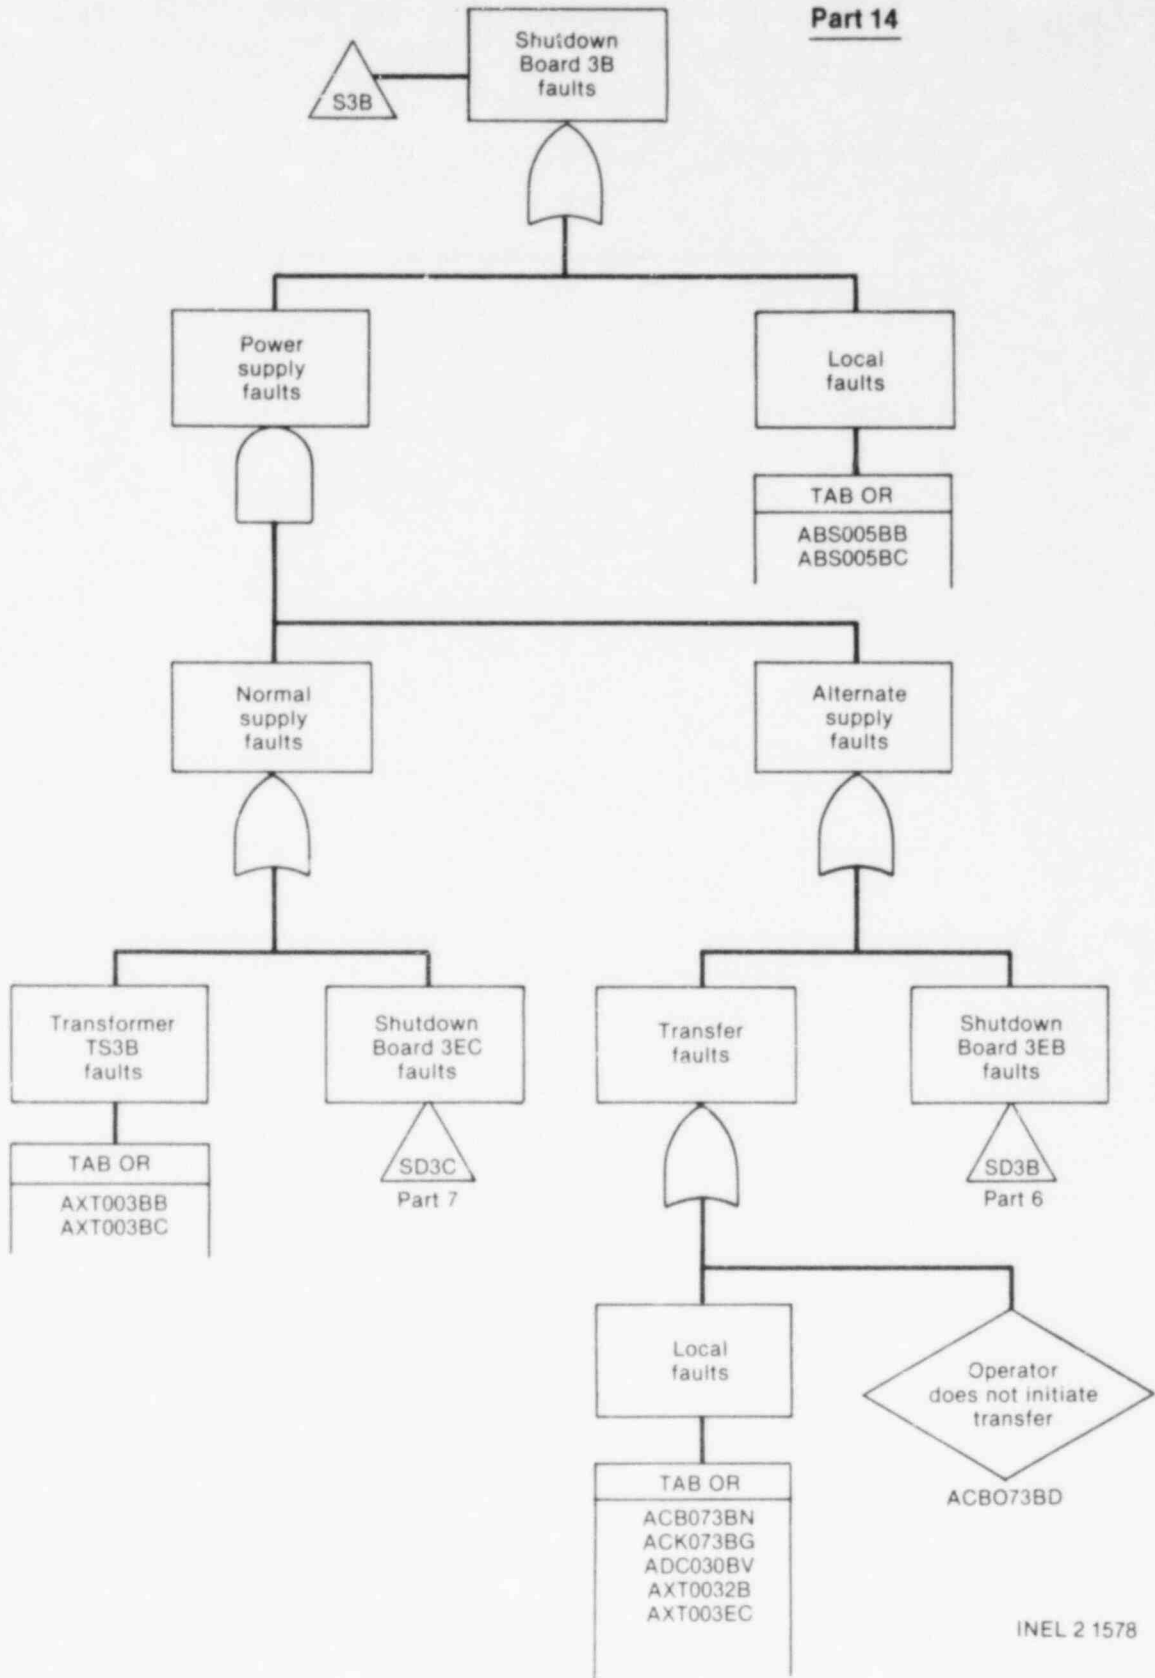 Part 14
Shutdown
Board 3B
faults
S3B
Power
supply
faults
Local
faults
TAB OR
ABS005BB
ABS005BC
Normal
supply
faults
Alternate
supply
faults
Transformer
TS3B
faults
Shutdown
Board 3EC
faults
Transfer
faults
Shutdown
Board 3EB
faults
TAB OR
AXT003BB
AXT003BC
SD3C
Part 7
SD3B
Part 6
Local
faults
Operator
does not initiate
transfer
ACBO73BD
TAB OR
ACB073BN
ACK073BG
ADC030BV
AXT0032B
AXT003EC
INEL 2 1578